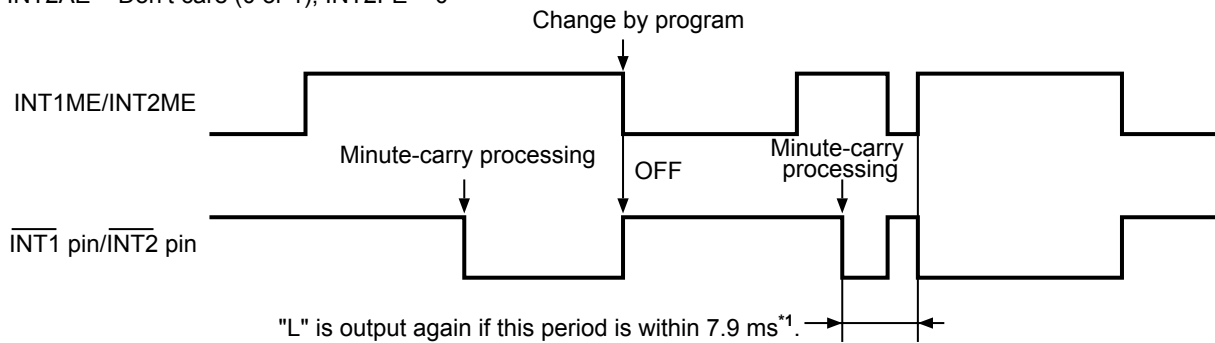 INT2AE = Don't care (0 or 1), INT2FE = 0
Change by program
INT1ME/INT2ME
Minute-carry processing
OFF
Minute-carry
processing
INT1 pin/INT2 pin
"L" is output again if this period is within 7.9 ms*1.